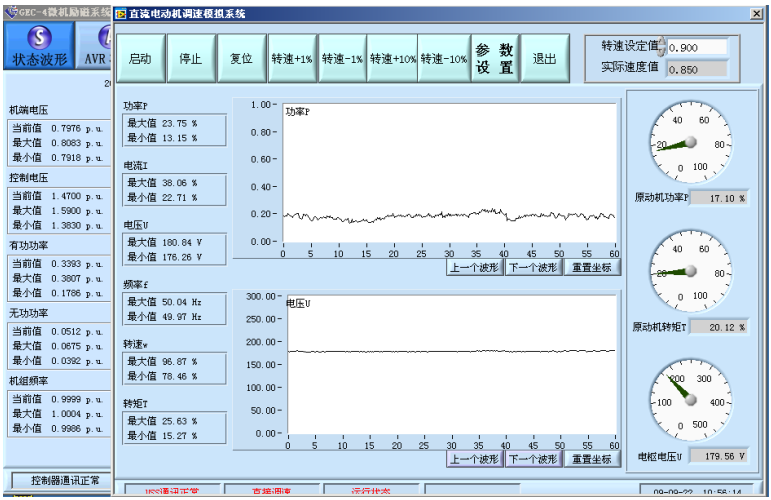 GEC-4微机励磁系统
状态波形
AVR
机端电压
当前值 0.7976 p.u.
最大值 0.8083 p.u.
最小值 0.7918 p.u.
控制电压
当前值 1.4700 p.u.
最大值 1.5900 p.u.
最小值 1.3830 p.u.
有功功率
当前值 0.3393 p.u.
最大值 0.3807 p.u.
最小值 0.1786 p.u.
无功功率
当前值 0.0512 p.u.
最大值 0.0675 p.u.
最小值 0.0392 p.u.
机组频率
当前值 0.9999 p.u.
最大值 1.0004 p.u.
最小值 0.9986 p.u.
控制器通讯正常
直流电动机调速模拟系统
启动 停止 复位 转速+1% 转速-1% 转速+10% 转速-10% 参数设置 退出
转速设定值 0.900
实际速度值 0.850
功率P
最大值 23.75 %
最小值 13.15 %
电流I
最大值 38.06 %
最小值 22.71 %
电压U
最大值 180.84 V
最小值 176.26 V
频率f
最大值 50.04 Hz
最小值 49.97 Hz
转速w
最大值 96.87 %
最小值 78.46 %
转矩T
最大值 25.63 %
最小值 15.27 %
功率P
1.00
0.80
0.60
0.40
0.20
0.00
0 5 10 15 20 25 30 35 40 45 50 55 60
上一个波形 下一个波形 重置坐标
电压U
300.00
250.00
200.00
150.00
100.00
50.00
0.00
0 5 10 15 20 25 30 35 40 45 50 55 60
上一个波形 下一个波形 重置坐标
0 20 40 60 80 100
原动机功率P 17.10 %
0 20 40 60 80 100
原动机转矩T 20.12 %
0 100 200 300 400 500
电枢电压U 179.56 V
直接调速
运行状态
09-09-22 10:56:14